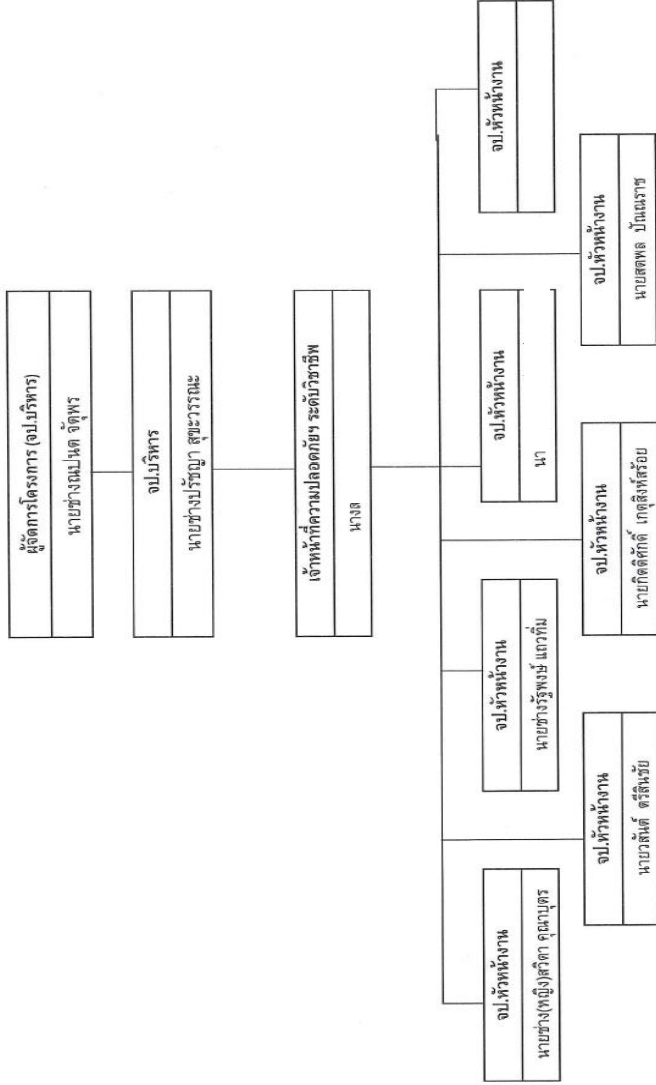 ผู้จัดการโครงการ (จป.บริหาร)
นายช่างณปนต จัตุพร
จป.บริหาร
นายช่างปรัชญา สุขะวรรณะ
เจ้าหน้าที่ความปลอดภัยฯ ระดับวิชาชีพ
นางล
จป.หัวหน้างาน
นายช่าง(หญิง)สวิตา คุณาบุตร
จป.หัวหน้างาน
นายช่างรัฐพงษ์ แถวทิม
จป.หัวหน้างาน
นา
จป.หัวหน้างาน
จป.หัวหน้างาน
นายวสันต์ ตรีสินชัย
จป.หัวหน้างาน
นายกิตติศักดิ์ เกตุสิงห์สร้อย
จป.หัวหน้างาน
นายสตพล ปัณณราช